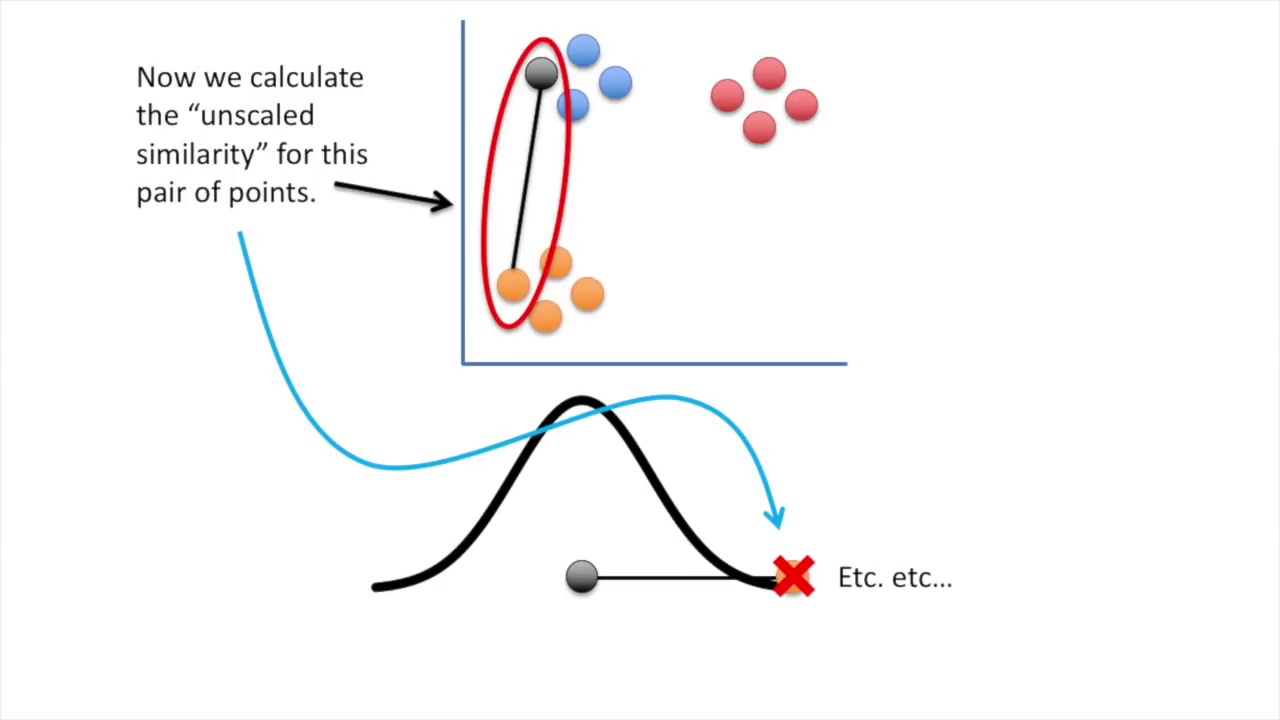 Now we calculate
the “unscaled
similarity” for this
pair of points.
Etc. etc…